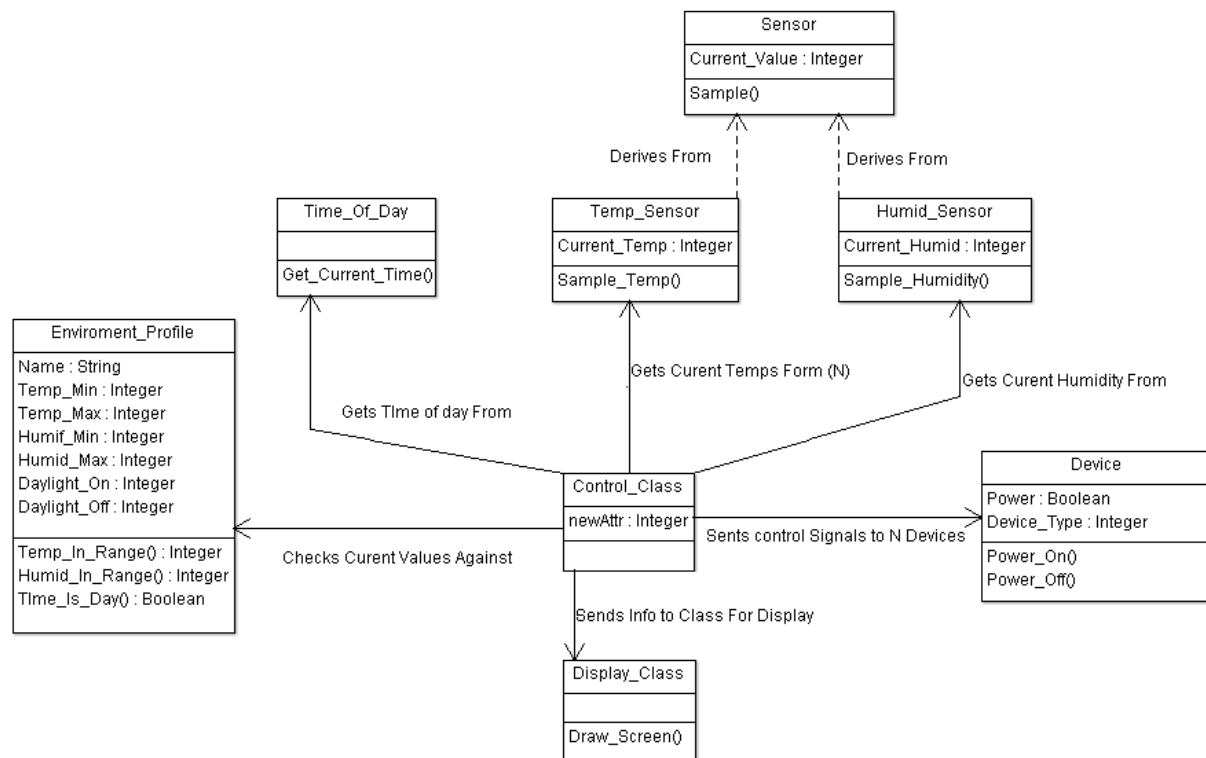 Sensor
Current_Value : Integer
Sample()
Derives From
Derives From
Time_Of_Day
Get_Current_Time()
Temp_Sensor
Current_Temp : Integer
Sample_Temp()
Humid_Sensor
Current_Humid : Integer
Sample_Humidity()
Enviroment_Profile
Name : String
Temp_Min : Integer
Temp_Max : Integer
Humif_Min : Integer
Humid_Max : Integer
Daylight_On : Integer
Daylight_Off : Integer
Temp_In_Range() : Integer
Humid_In_Range() : Integer
TIme_Is_Day() : Boolean
Gets TIme of day From
Gets Curent Temps Form (N)
Gets Curent Humidity From
Control_Class
newAttr : Integer
Checks Curent Values Against
Sents control Signals to N Devices
Device
Power : Boolean
Device_Type : Integer
Power_On()
Power_Off()
Sends Info to Class For Display
Display_Class
Draw_Screen()